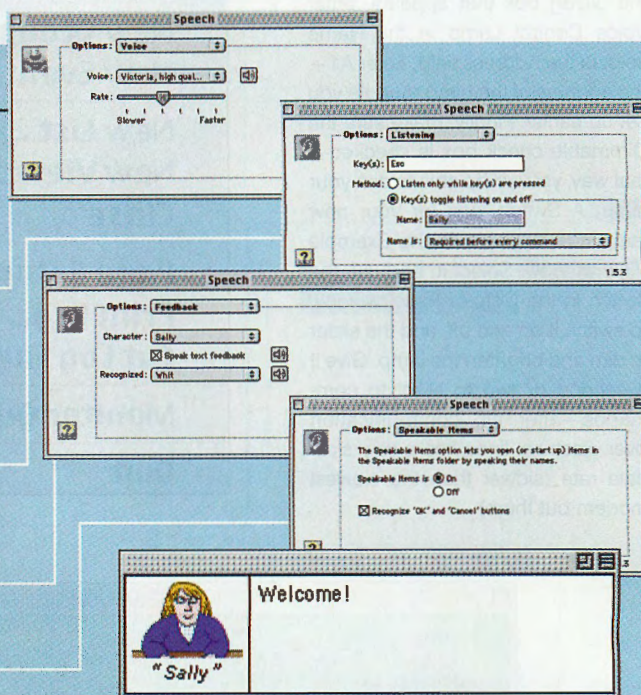 Speech
Options: Voice
Voice: Victoria, high qual...
Rate:
Slower Faster
?
Speech
Options: Listening
Key(s): Esc
Method: Listen only while key(s) are pressed
Key(s) toggle listening on and off
Name: Sally
Name is: Required before every command
?
1.5.3
Speech
Options: Feedback
Character: Sally
Speak text feedback
Recognized: Whit
?
Speech
Options: Speakable Items
The Speakable Items option lets you open (or start up) items in
the Speakable Items folder by speaking their names.
Speakable Items is On
Off
Recognize "OK" and "Cancel" buttons
?
.3
Welcome!
"Sally"